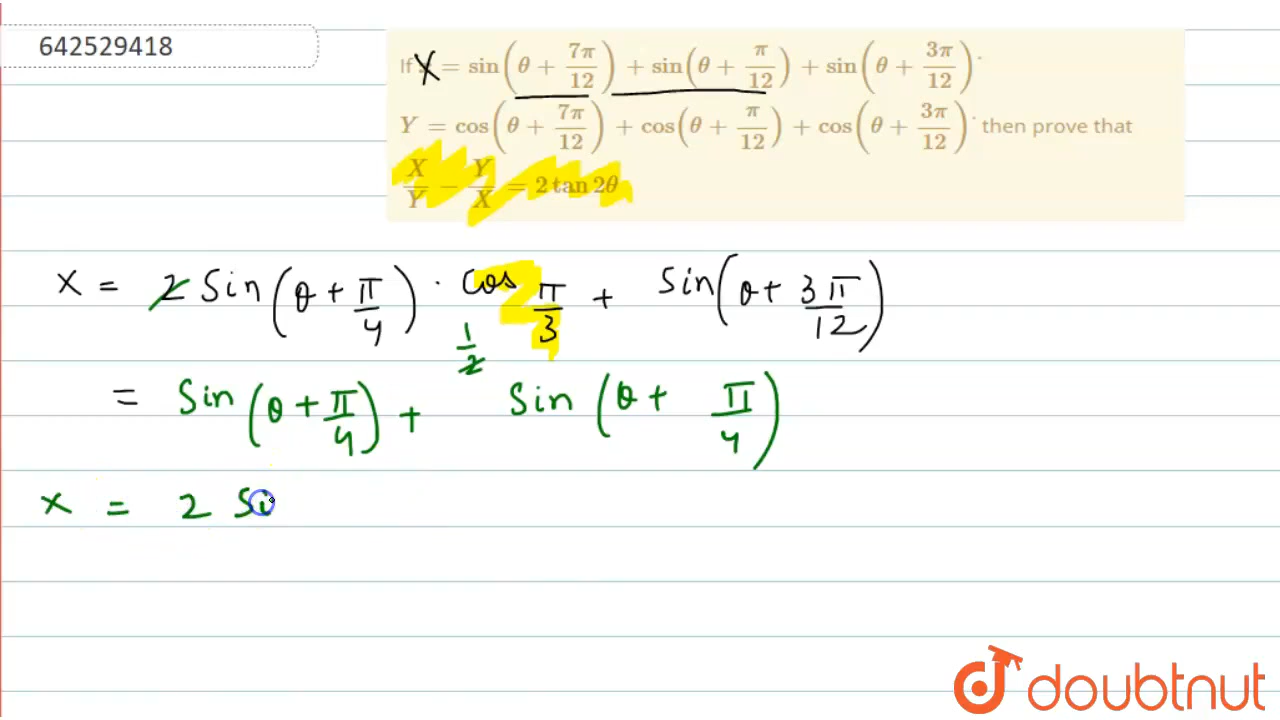 642529418
If X = sin(θ + 7π/12) + sin(θ + π/12) + sin(θ + 3π/12)˙
Y = cos(θ + 7π/12) + cos(θ + π/12) + cos(θ + 3π/12)˙ then prove that
X/Y − Y/X = 2 tan 2θ
x = 2 Sin(θ + π/4) · Cos π/3 + Sin(θ + 3π/12)
1/2
= Sin(θ + π/4) + Sin(θ + π/4)
x = 2 Si
doubtnut